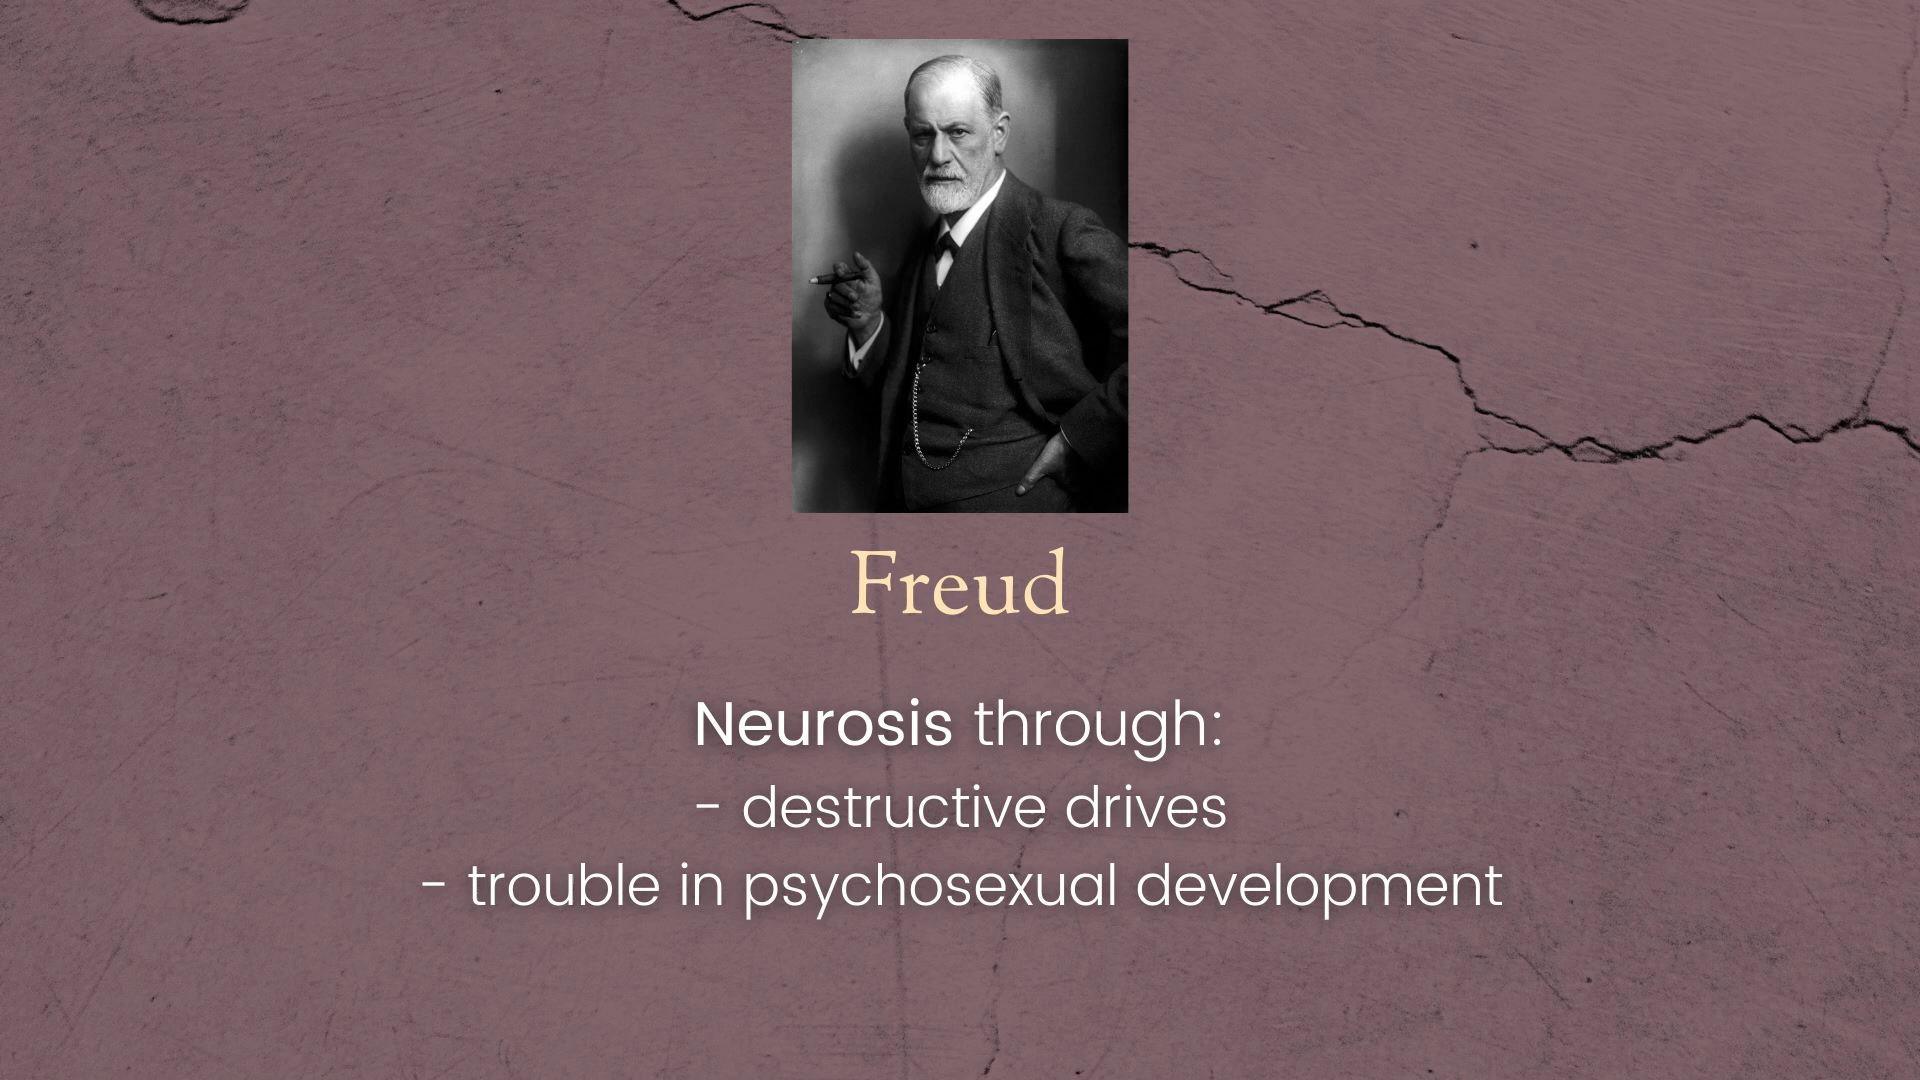 Freud
Neurosis through:
- destructive drives
- trouble in psychosexual development